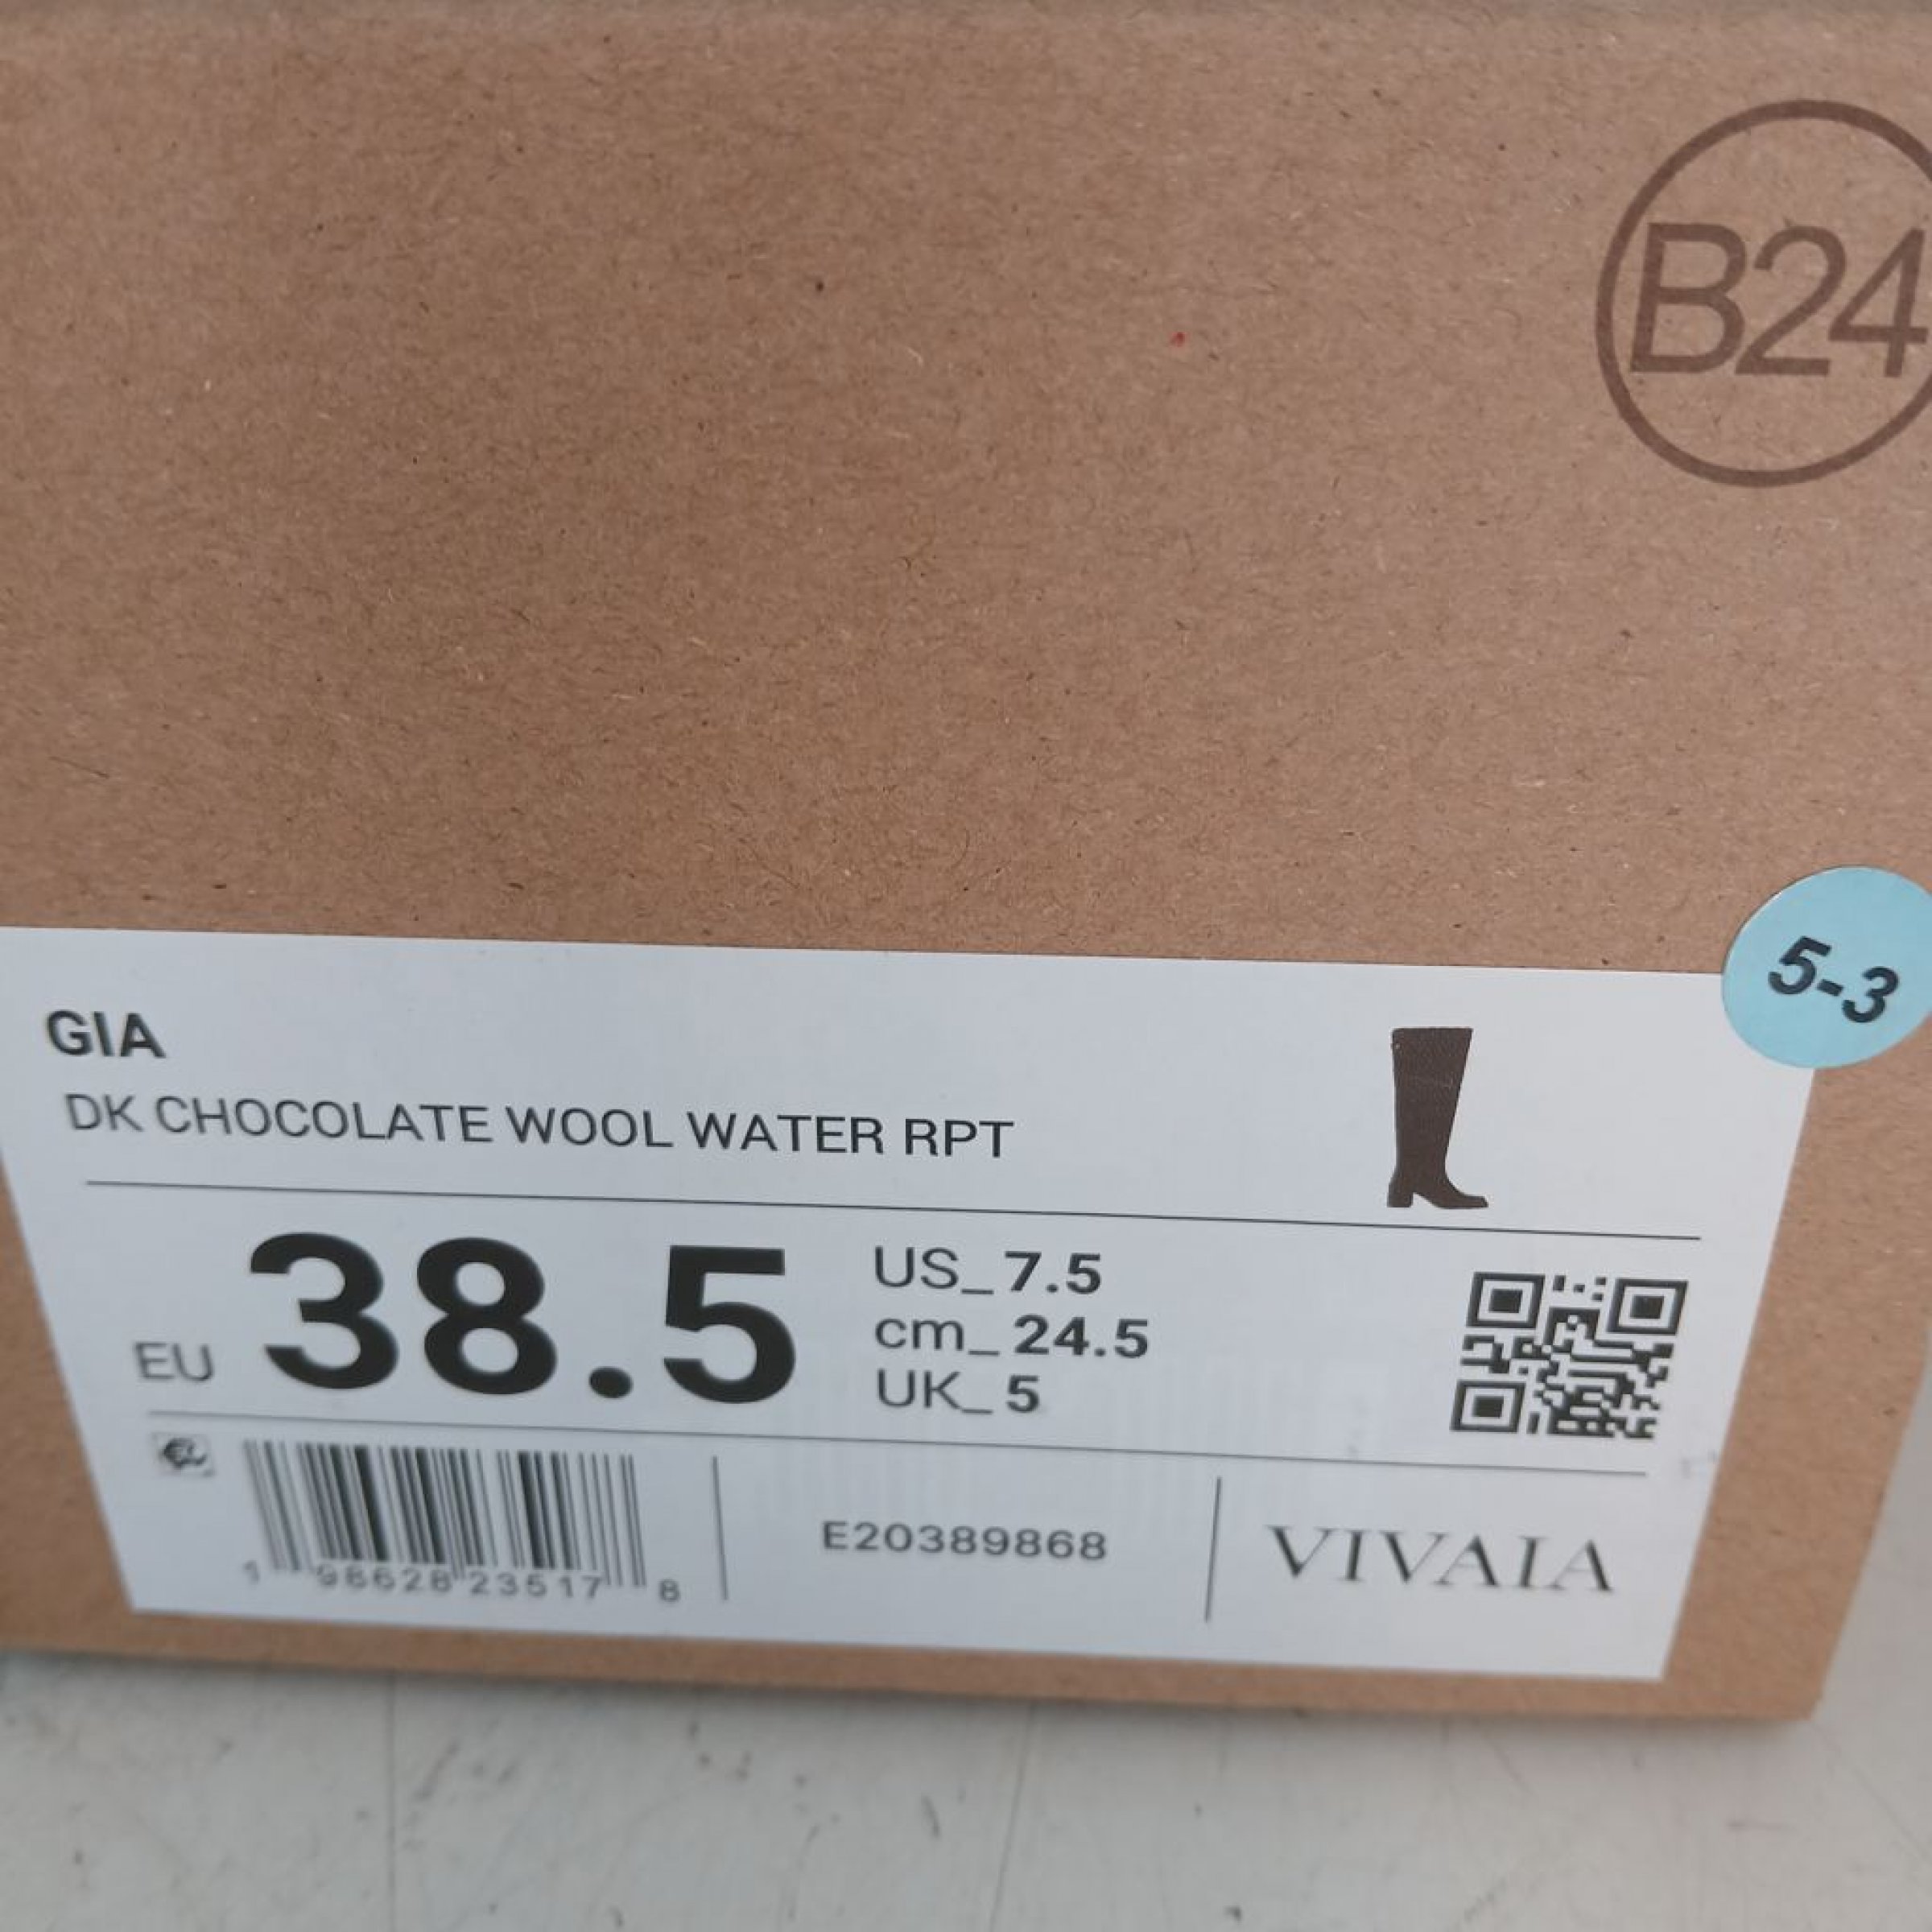 B24
5-3
GIA
DK CHOCOLATE WOOL WATER RPT
EU 38.5
US_7.5
cm_24.5
UK_5
1 98628 23517 8
E20389868
VIVAIA